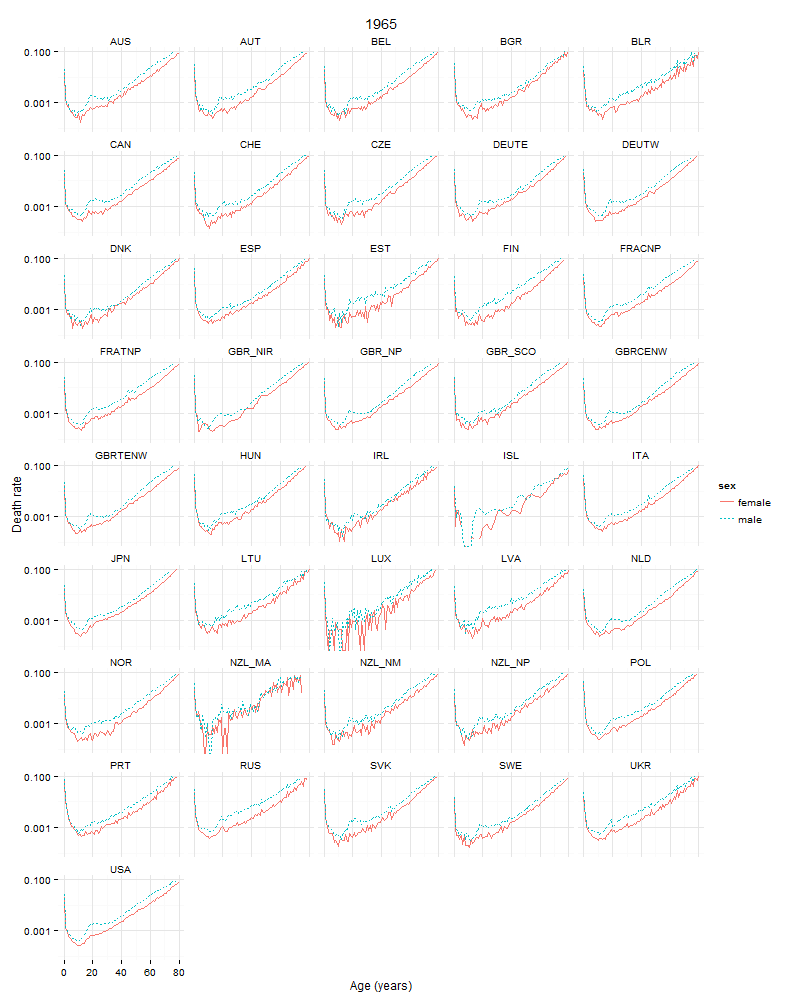 1965
AUS AUT BEL BGR BLR
0.100
0.001
CAN CHE CZE DEUTE DEUTW
0.100
0.001
DNK ESP EST FIN FRACNP
0.100
0.001
FRATNP GBR_NIR GBR_NP GBR_SCO GBRCENW
0.100
0.001
GBRTENW HUN IRL ISL ITA
0.100
0.001
Death rate
sex
female
male
JPN LTU LUX LVA NLD
0.100
0.001
NOR NZL_MA NZL_NM NZL_NP POL
0.100
0.001
PRT RUS SVK SWE UKR
0.100
0.001
USA
0.100
0.001
0 20 40 60 80
Age (years)